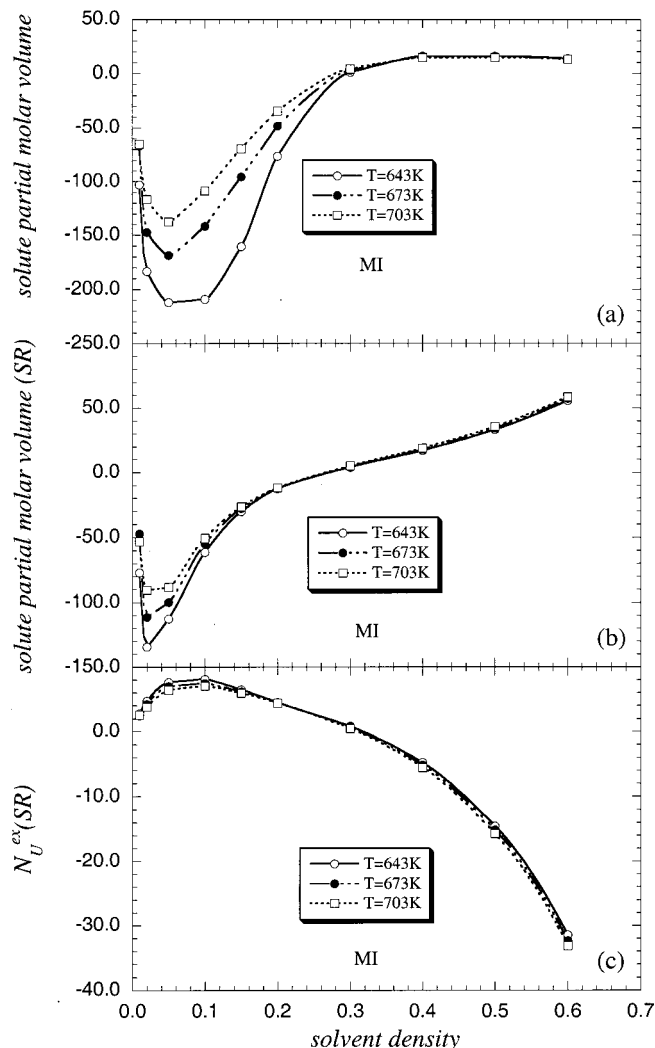 solute partial molar volume
50.0
0.0
-50.0
-100.0
-150.0
-200.0
-250.0
T=643K
T=673K
T=703K
MI
(a)
solute partial molar volume (SR)
50.0
0.0
-50.0
-100.0
-150.0
T=643K
T=673K
T=703K
MI
(b)
N_U^ex(SR)
0.0
-10.0
-20.0
-30.0
-40.0
T=643K
T=673K
T=703K
MI
(c)
0.0 0.1 0.2 0.3 0.4 0.5 0.6 0.7
solvent density